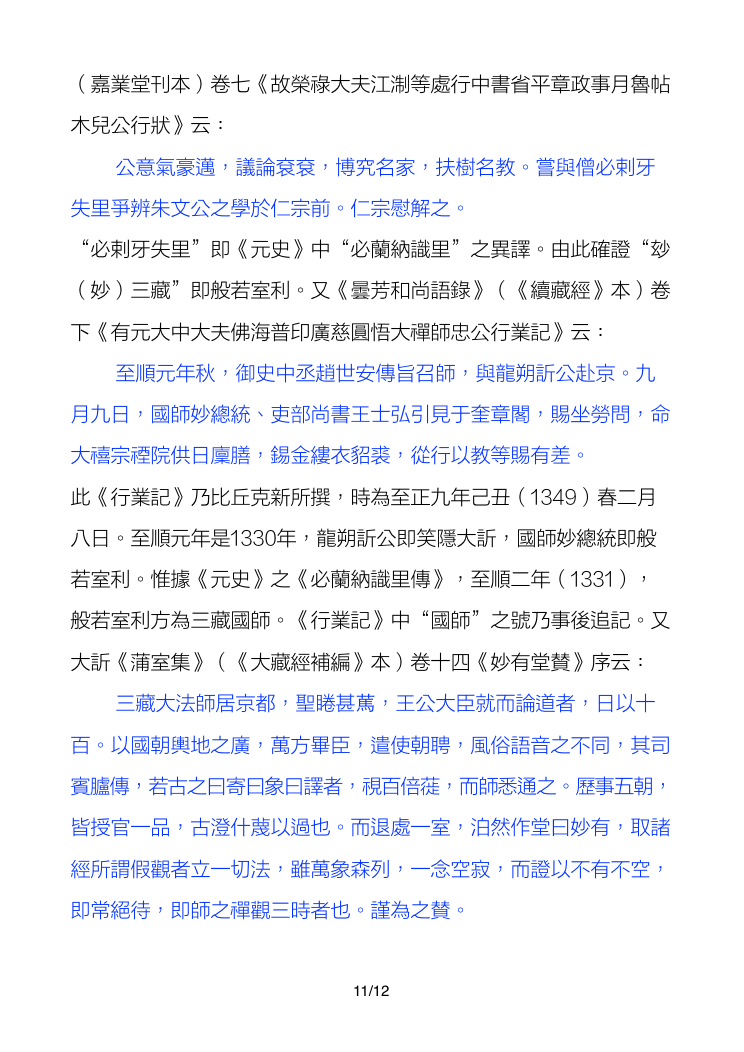 （嘉業堂刊本）卷七《故榮祿大夫江淛等處行中書省平章政事月魯帖
木兒公行狀》云：
公意氣豪邁，議論袞袞，博究名家，扶樹名教。嘗與僧必剌牙
失里爭辨朱文公之學於仁宗前。仁宗慰解之。
“必剌牙失里”即《元史》中“必蘭納識里”之異譯。由此確證“玅
（妙）三藏”即般若室利。又《曇芳和尚語錄》（《續藏經》本）卷
下《有元大中大夫佛海普印廣慈圓悟大禪師忠公行業記》云：
至順元年秋，御史中丞趙世安傳旨召師，與龍朔訢公赴京。九
月九日，國師妙總統、吏部尚書王士弘引見于奎章閣，賜坐勞問，命
大禧宗禋院供日廩膳，錫金縷衣貂裘，從行以教等賜有差。
此《行業記》乃比丘克新所撰，時為至正九年己丑（1349）春二月
八日。至順元年是1330年，龍朔訢公即笑隱大訢，國師妙總統即般
若室利。惟據《元史》之《必蘭納識里傳》，至順二年（1331），
般若室利方為三藏國師。《行業記》中“國師”之號乃事後追記。又
大訢《蒲室集》（《大藏經補編》本）卷十四《妙有堂賛》序云：
三藏大法師居京都，聖睠甚蔫，王公大臣就而論道者，日以十
百。以國朝輿地之廣，萬方畢臣，遣使朝聘，風俗語音之不同，其司
賓臚傳，若古之曰寄曰象曰譯者，視百倍蓰，而師悉通之。歷事五朝，
皆授官一品，古澄什蔑以過也。而退處一室，泊然作堂曰妙有，取諸
經所謂假觀者立一切法，雖萬象森列，一念空寂，而證以不有不空，
即常絕待，即師之禪觀三時者也。謹為之賛。
11/12